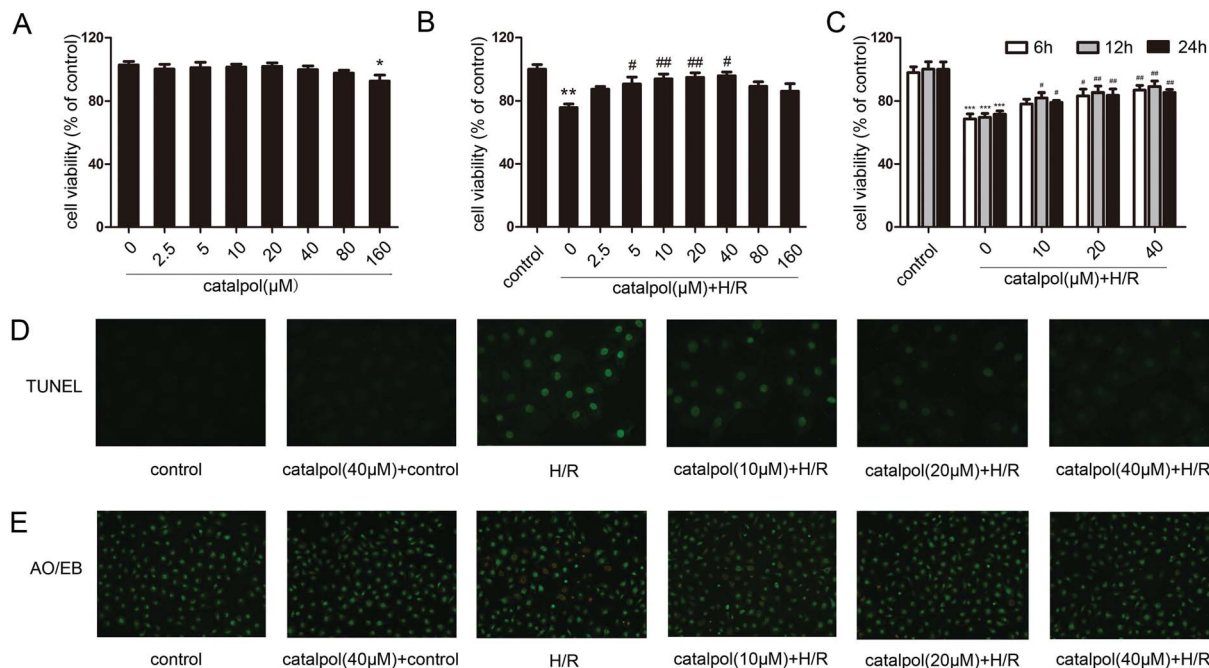 A
cell viability (% of control)
120
80
40
0
*
0 2.5 5 10 20 40 80 160
catalpol(μM)
B
cell viability (% of control)
120
80
40
0
** # ## ## #
control 0 2.5 5 10 20 40 80 160
catalpol(μM)+H/R
C
cell viability (% of control)
120
80
40
0
6h 12h 24h
*** *** *** # # # ## ## ## ## ##
control 0 10 20 40
catalpol(μM)+H/R
D
TUNEL
control catalpol(40μM)+control H/R catalpol(10μM)+H/R catalpol(20μM)+H/R catalpol(40μM)+H/R
E
AO/EB
control catalpol(40μM)+control H/R catalpol(10μM)+H/R catalpol(20μM)+H/R catalpol(40μM)+H/R